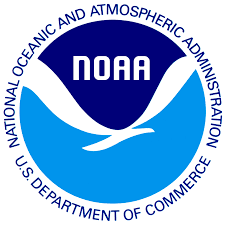 NATIONAL OCEANIC AND ATMOSPHERIC ADMINISTRATION
NOAA
U.S. DEPARTMENT OF COMMERCE